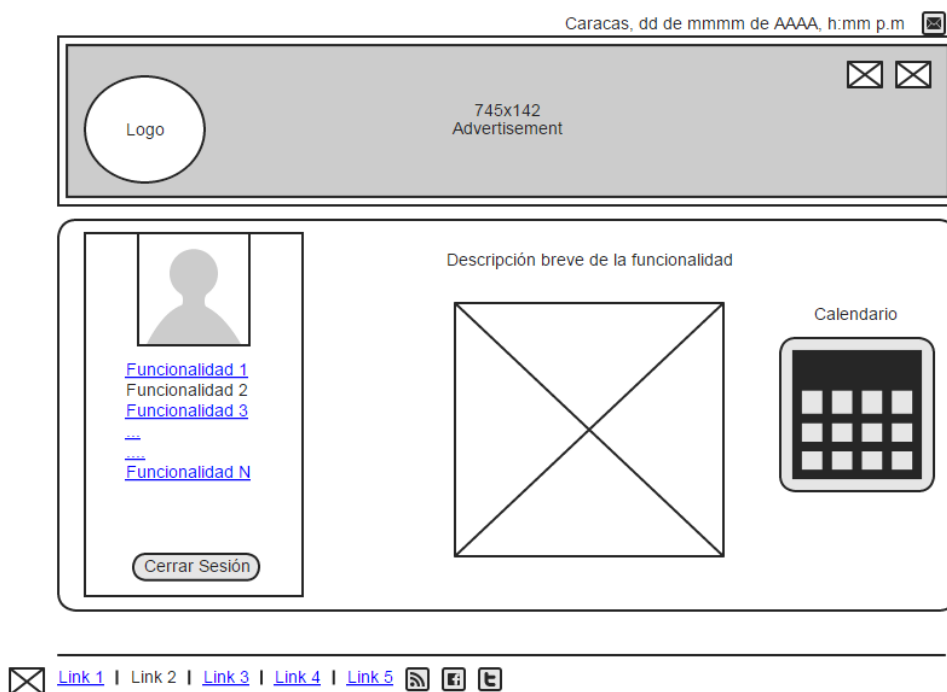 Caracas, dd de mmmm de AAAA, h:mm p.m
Logo
745x142
Advertisement
Descripción breve de la funcionalidad
Calendario
Funcionalidad 1
Funcionalidad 2
Funcionalidad 3
...
....
Funcionalidad N
Cerrar Sesión
Link 1 | Link 2 | Link 3 | Link 4 | Link 5